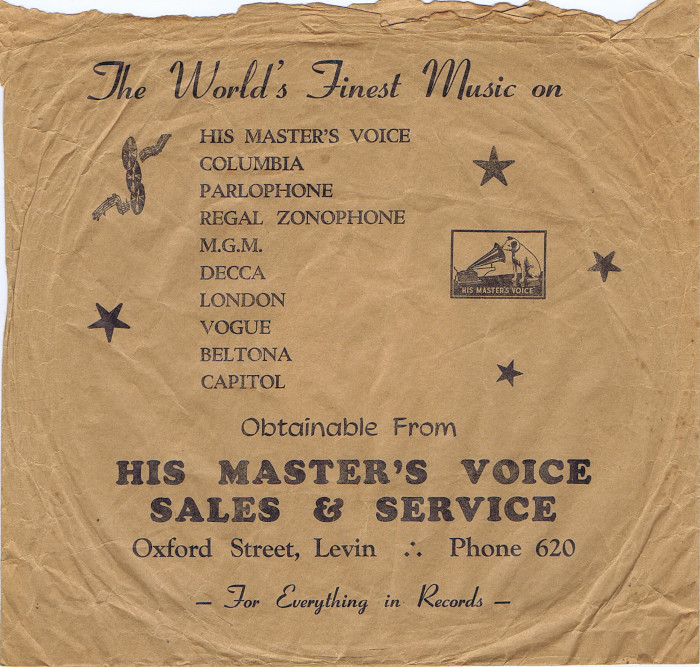 The World's Finest Music on
HIS MASTER'S VOICE
COLUMBIA
PARLOPHONE
REGAL ZONOPHONE
M.G.M.
DECCA
LONDON
VOGUE
BELTONA
CAPITOL
HIS MASTER'S VOICE
Obtainable From
HIS MASTER'S VOICE
SALES & SERVICE
Oxford Street, Levin ∴ Phone 620
— For Everything in Records —